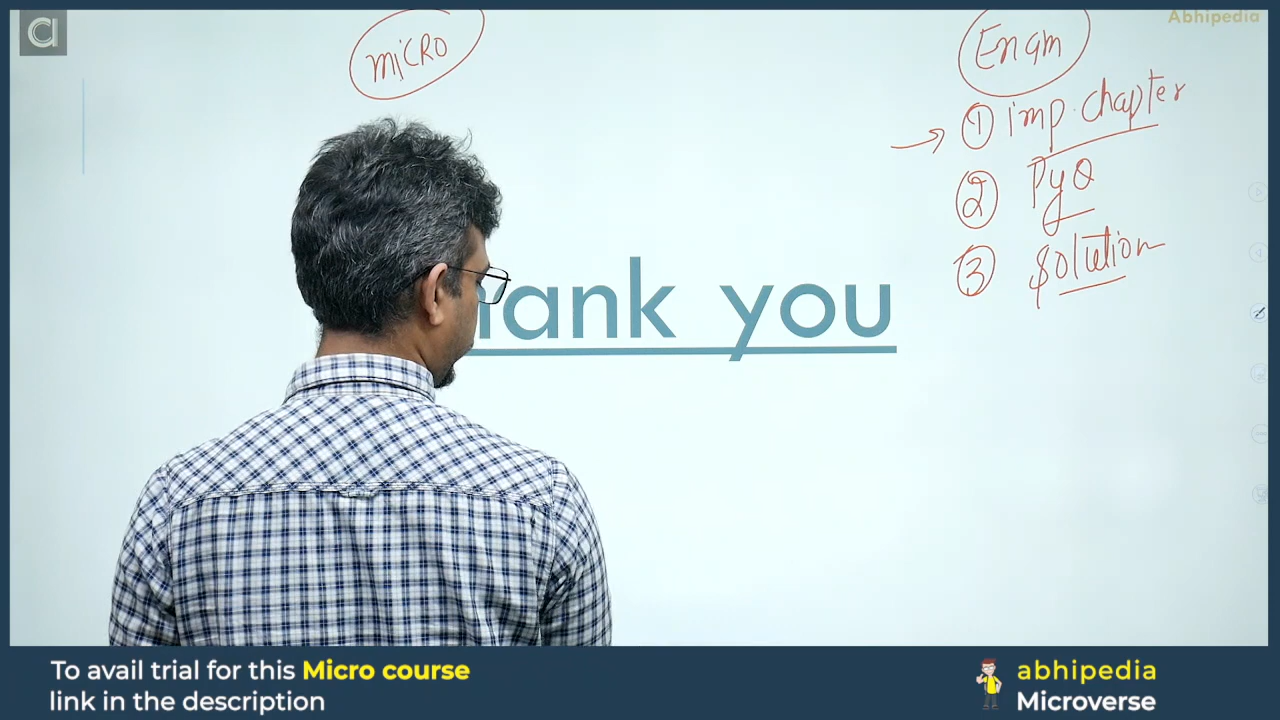 Abhipedia
MiCRO
Exam
① imp. chapter
② PyQ
③ Solution
hank you
To avail trial for this Micro course
link in the description
abhipedia
Microverse